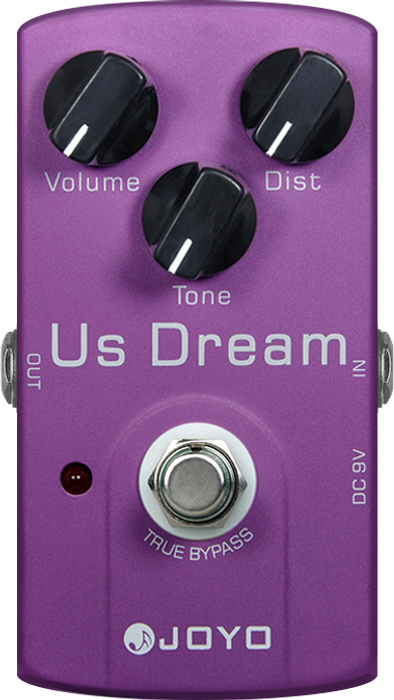 Volume
Dist
Tone
Us Dream
OUT
IN
DC 9V
TRUE BYPASS
JOYO